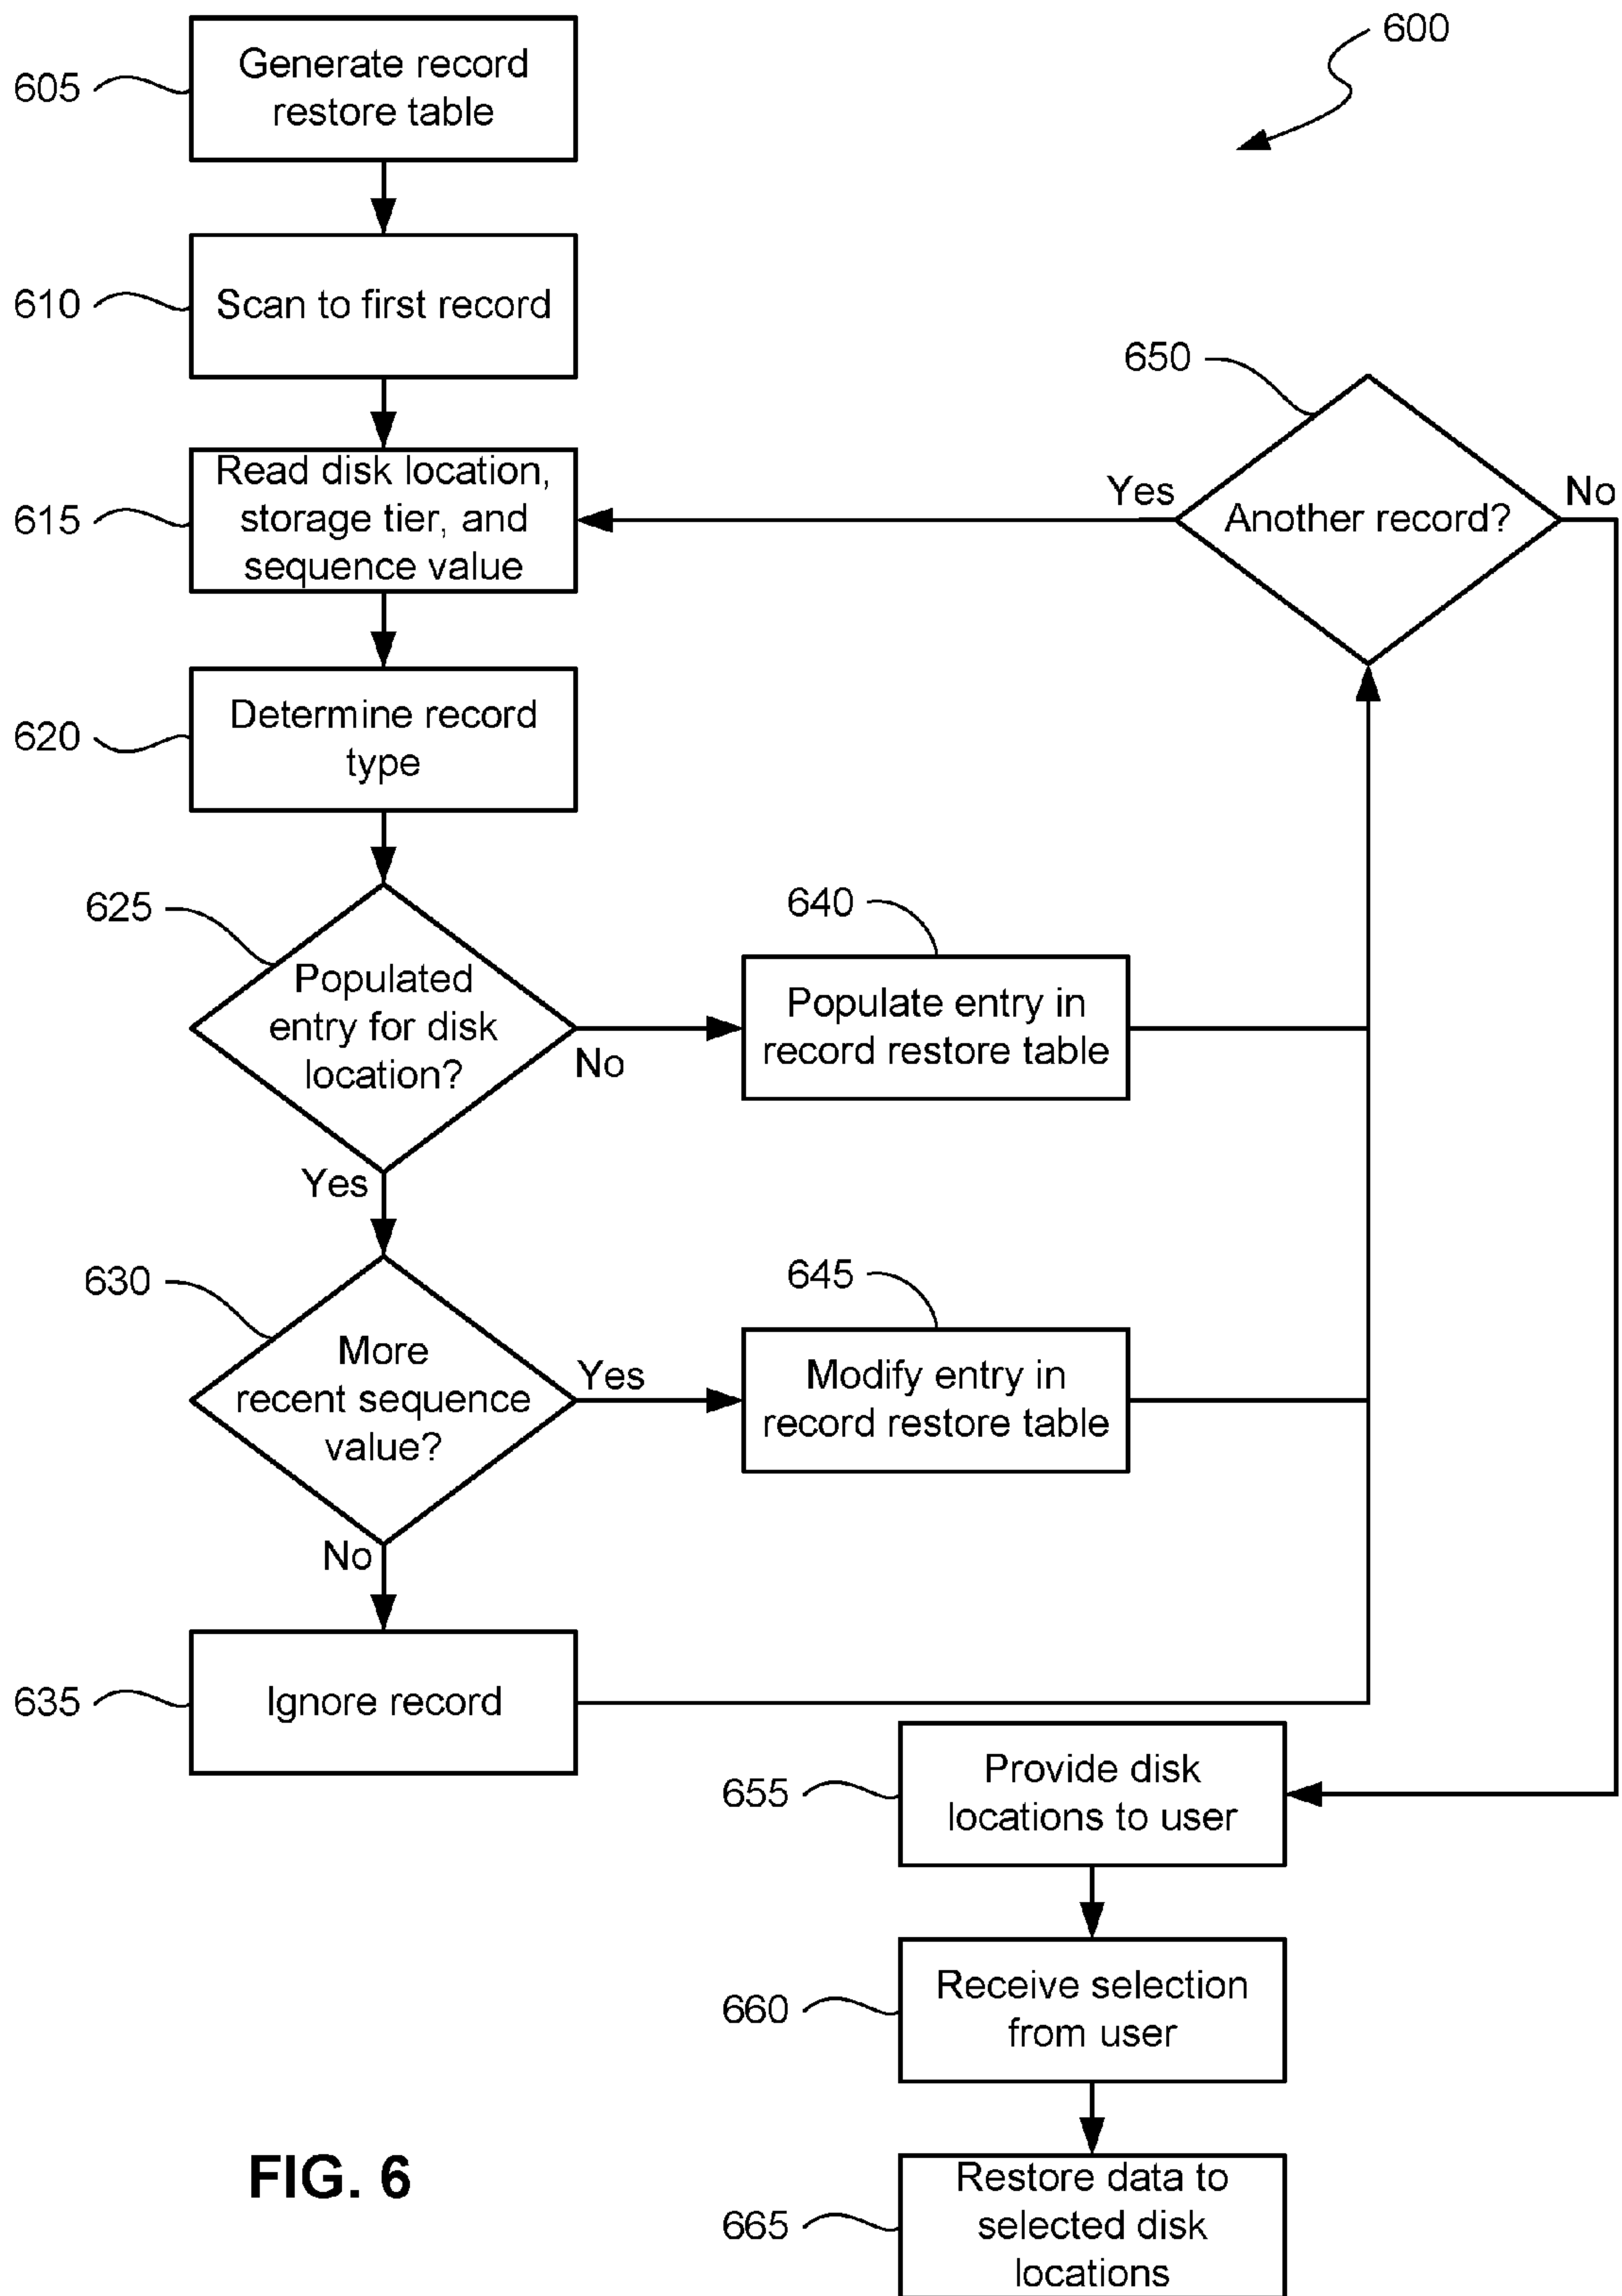 600
605
Generate record
restore table
610
Scan to first record
650
Yes
No
Another record?
615
Read disk location,
storage tier, and
sequence value
620
Determine record
type
625
Populated
entry for disk
location?
No
Yes
640
Populate entry in
record restore table
630
More
recent sequence
value?
Yes
No
645
Modify entry in
record restore table
635
Ignore record
655
Provide disk
locations to user
660
Receive selection
from user
665
Restore data to
selected disk
locations
FIG. 6